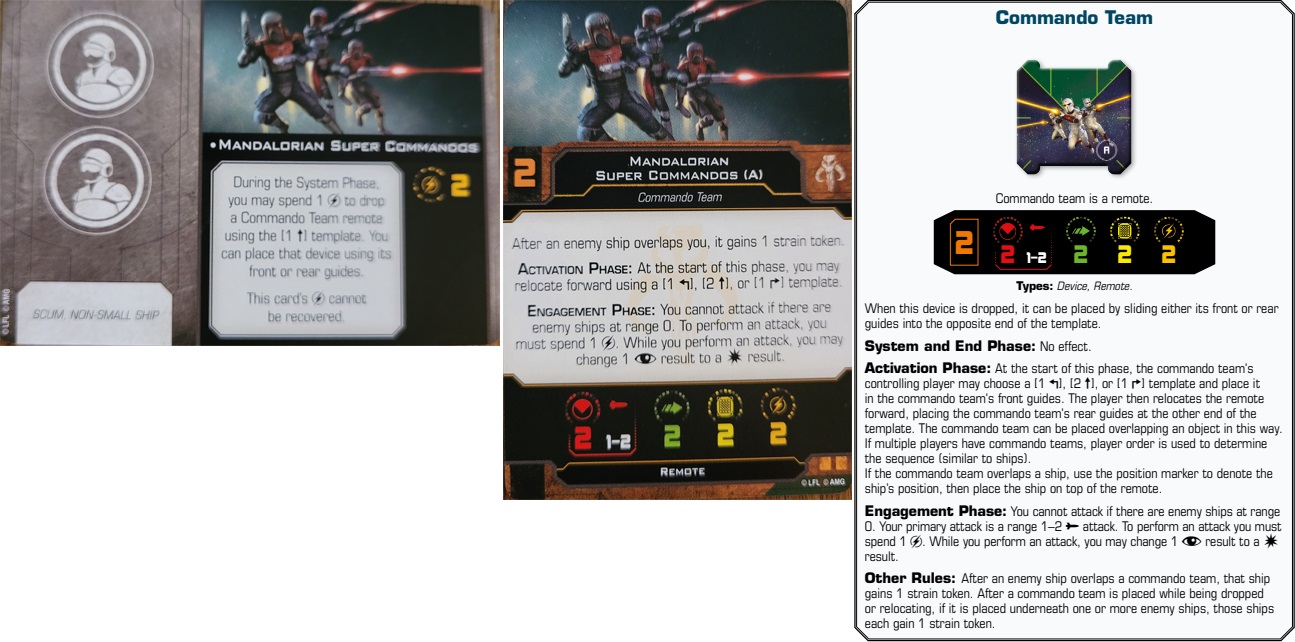 • Mandalorian Super Commandos
During the System Phase,
you may spend 1 to drop
a Commando Team remote
using the [1 ] template. You
can place that device using its
front or rear guides.
This card's cannot
be recovered.
2
SCUM, NON-SMALL SHIP
© LFL © AMG
2
Mandalorian
Super Commandos (A)
Commando Team
After an enemy ship overlaps you, it gains 1 strain token.
Activation Phase: At the start of this phase, you may
relocate forward using a [1 ], [2 ], or [1 ] template.
Engagement Phase: You cannot attack if there are
enemy ships at range 0. To perform an attack, you
must spend 1 . While you perform an attack, you may
change 1 result to a result.
2 1-2 2 2 2
Remote
© LFL © AMG
Commando Team
A
Commando team is a remote.
2 2 1-2 2 2 2
Types: Device, Remote.
When this device is dropped, it can be placed by sliding either its front or rear
guides into the opposite end of the template.
System and End Phase: No effect.
Activation Phase: At the start of this phase, the commando team's
controlling player may choose a [1 ], [2 ], or [1 ] template and place it
in the commando team's front guides. The player then relocates the remote
forward, placing the commando team's rear guides at the other end of the
template. The commando team can be placed overlapping an object in this way.
If multiple players have commando teams, player order is used to determine
the sequence (similar to ships).
If the commando team overlaps a ship, use the position marker to denote the
ship's position, then place the ship on top of the remote.
Engagement Phase: You cannot attack if there are enemy ships at range
0. Your primary attack is a range 1–2 attack. To perform an attack you must
spend 1 . While you perform an attack, you may change 1 result to a
result.
Other Rules: After an enemy ship overlaps a commando team, that ship
gains 1 strain token. After a commando team is placed while being dropped
or relocating, if it is placed underneath one or more enemy ships, those ships
each gain 1 strain token.